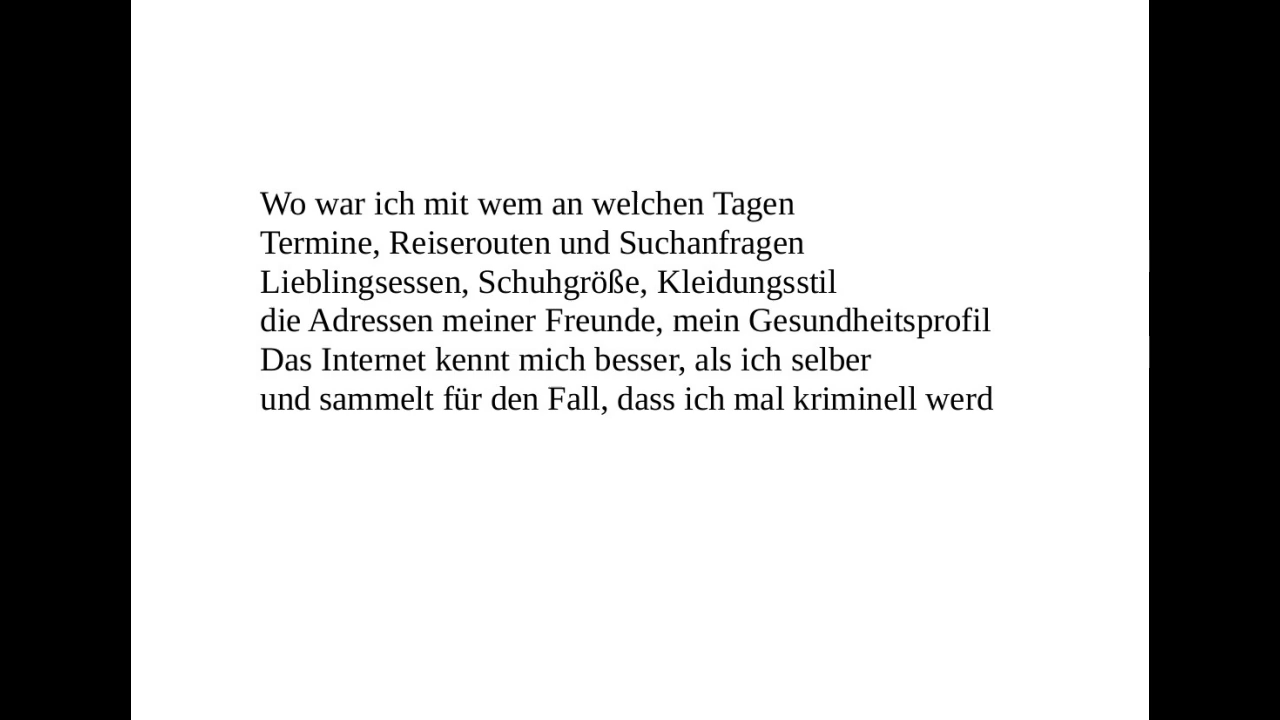 Wo war ich mit wem an welchen Tagen
Termine, Reiserouten und Suchanfragen
Lieblingsessen, Schuhgröße, Kleidungsstil
die Adressen meiner Freunde, mein Gesundheitsprofil
Das Internet kennt mich besser, als ich selber
und sammelt für den Fall, dass ich mal kriminell werd